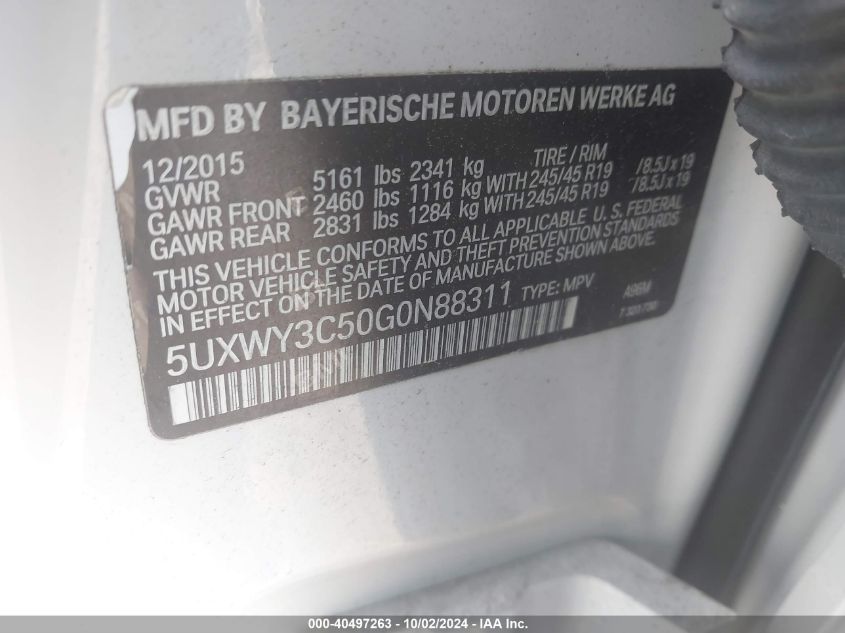 MFD BY BAYERISCHE MOTOREN WERKE AG
12/2015 TIRE / RIM
GVWR 5161 lbs 2341 kg
GAWR FRONT 2460 lbs 1116 kg WITH 245/45 R19 /8.5J x 19
GAWR REAR 2831 lbs 1284 kg WITH 245/45 R19 /8.5J x 19
THIS VEHICLE CONFORMS TO ALL APPLICABLE U. S. FEDERAL
MOTOR VEHICLE SAFETY AND THEFT PREVENTION STANDARDS
IN EFFECT ON THE DATE OF MANUFACTURE SHOWN ABOVE.
5UXWY3C50G0N88311 TYPE: MPV A96M
000-40497263 - 10/02/2024 - IAA Inc.